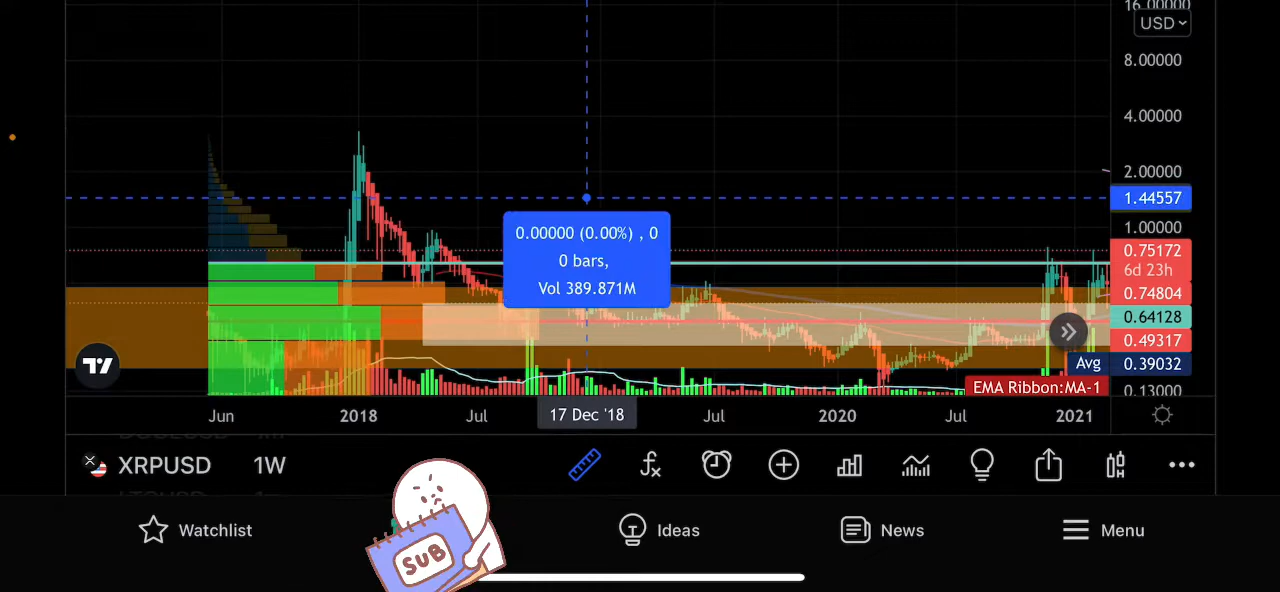 16.00000
USD
8.00000
4.00000
2.00000
1.44557
1.00000
0.75172
6d 23h
0.74804
0.64128
0.49317
Avg 0.39032
EMA Ribbon:MA-1
0.13000
0.00000 (0.00%) , 0
0 bars,
Vol 389.871M
Jun 2018 Jul 17 Dec '18 Jul 2020 Jul 2021
XRPUSD 1W
Watchlist Ideas News Menu
SUB